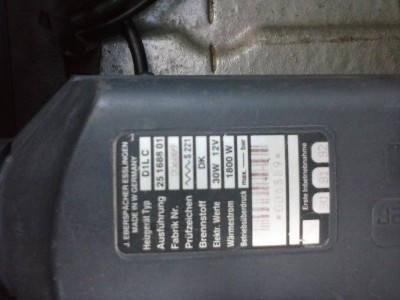 J. EBERSPÄCHER ESSLINGEN
MADE IN W GERMANY
Heizgerät Typ D1L C
Ausführung 25 1688 01
Fabrik Nr.
Prüfzeichen S 221
Brennstoff DK
Elektr. Werte 30W 12V
Wärmestrom 1800 W
Betriebsüberdruck max. bar
Erste Inbetriebnahme